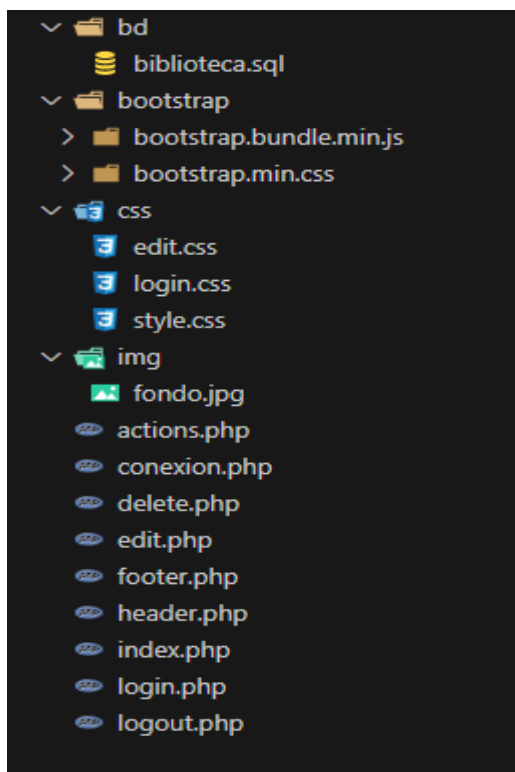 bd
biblioteca.sql
bootstrap
bootstrap.bundle.min.js
bootstrap.min.css
css
edit.css
login.css
style.css
img
fondo.jpg
actions.php
conexion.php
delete.php
edit.php
footer.php
header.php
index.php
login.php
logout.php